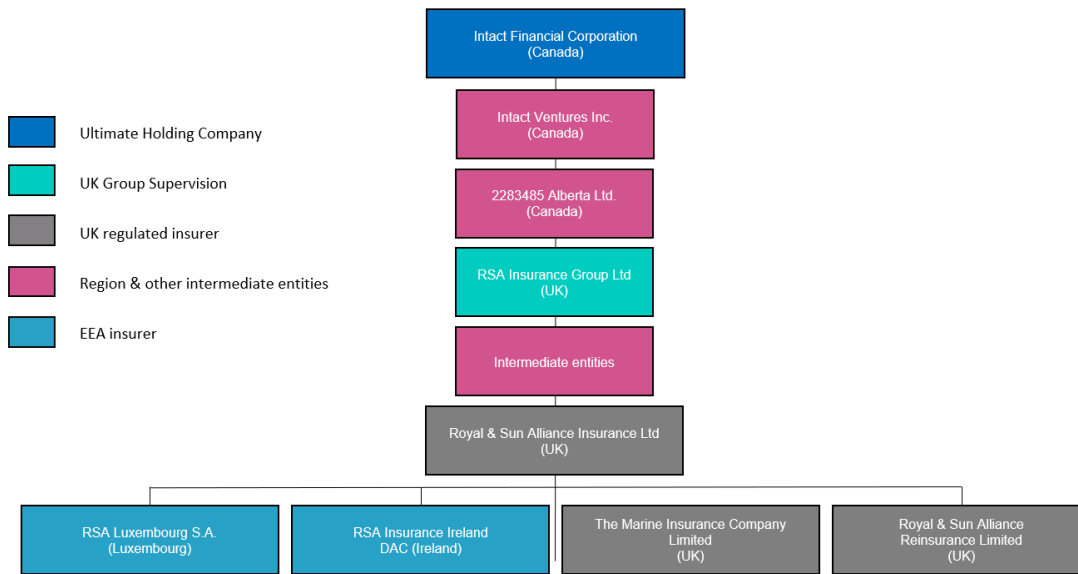 Intact Financial Corporation
(Canada)
Intact Ventures Inc.
(Canada)
2283485 Alberta Ltd.
(Canada)
RSA Insurance Group Ltd
(UK)
Intermediate entities
Royal & Sun Alliance Insurance Ltd
(UK)
RSA Luxembourg S.A.
(Luxembourg)
RSA Insurance Ireland
DAC (Ireland)
The Marine Insurance Company
Limited
(UK)
Royal & Sun Alliance
Reinsurance Limited
(UK)
Ultimate Holding Company
UK Group Supervision
UK regulated insurer
Region & other intermediate entities
EEA insurer